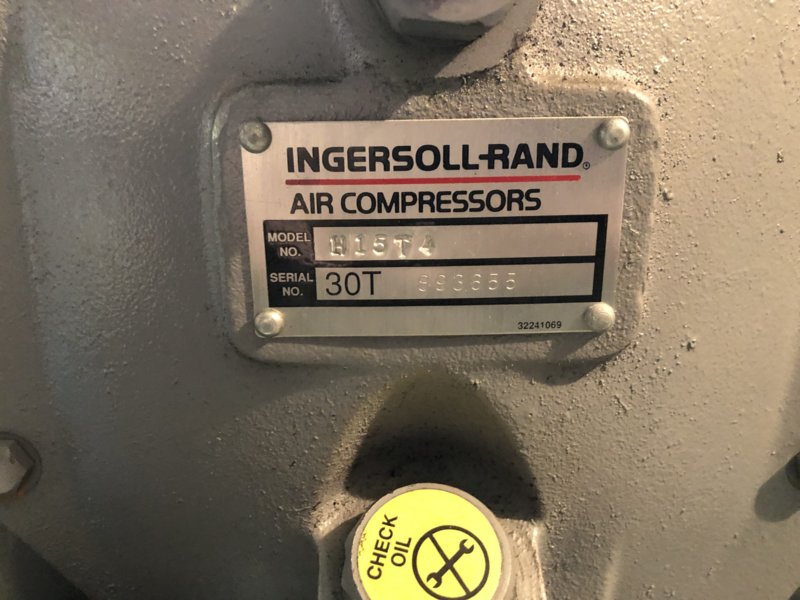 INGERSOLL-RAND®
AIR COMPRESSORS
MODEL NO. H15T4
SERIAL NO. 30T
32241069
CHECK
OIL